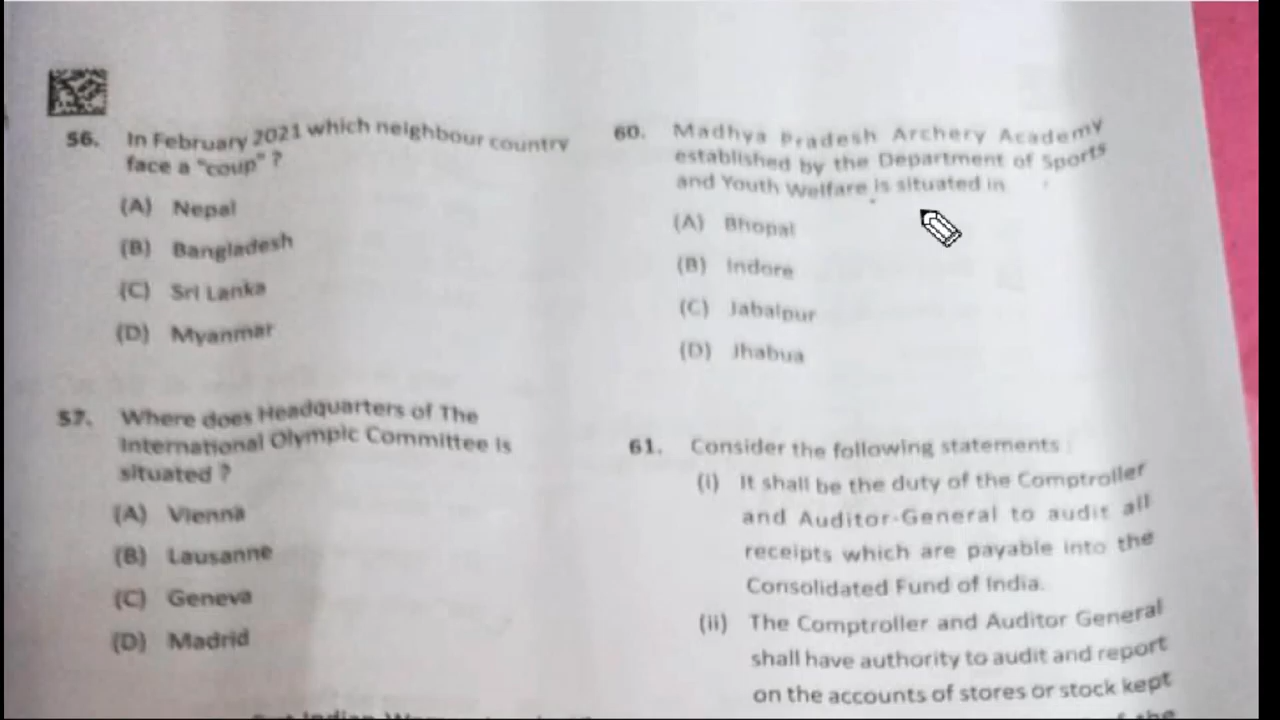 56. In February 2021 which neighbour country
face a "coup" ?
(A) Nepal
(B) Bangladesh
(C) Sri Lanka
(D) Myanmar
57. Where does Headquarters of The
International Olympic Committee is
situated ?
(A) Vienna
(B) Lausanne
(C) Geneva
(D) Madrid
60. Madhya Pradesh Archery Academy
established by the Department of Sports
and Youth Welfare is situated in
(A) Bhopal
(B) Indore
(C) Jabalpur
(D) Jhabua
61. Consider the following statements :
(i) It shall be the duty of the Comptroller
and Auditor-General to audit all
receipts which are payable into the
Consolidated Fund of India.
(ii) The Comptroller and Auditor General
shall have authority to audit and report
on the accounts of stores or stock kept